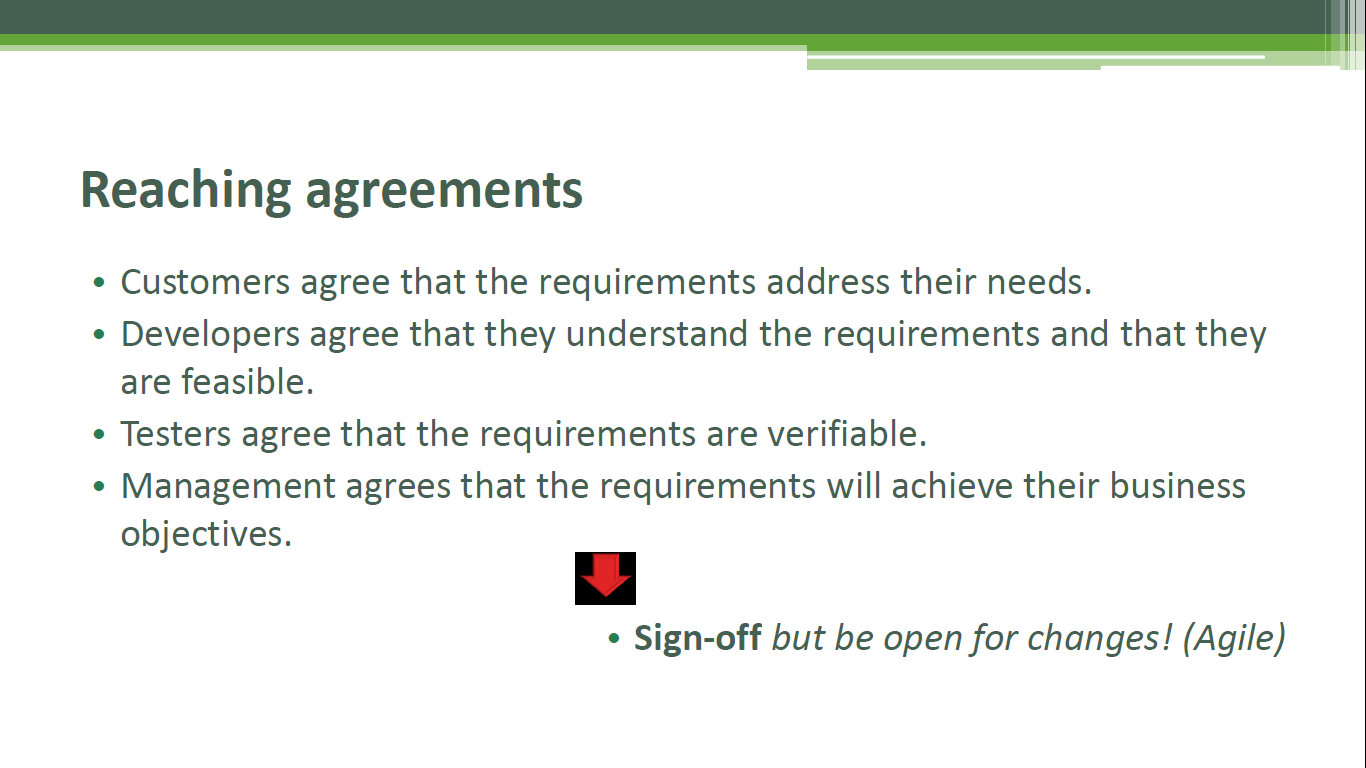 Reaching agreements
• Customers agree that the requirements address their needs.
• Developers agree that they understand the requirements and that they
are feasible.
• Testers agree that the requirements are verifiable.
• Management agrees that the requirements will achieve their business
objectives.
• Sign-off but be open for changes! (Agile)